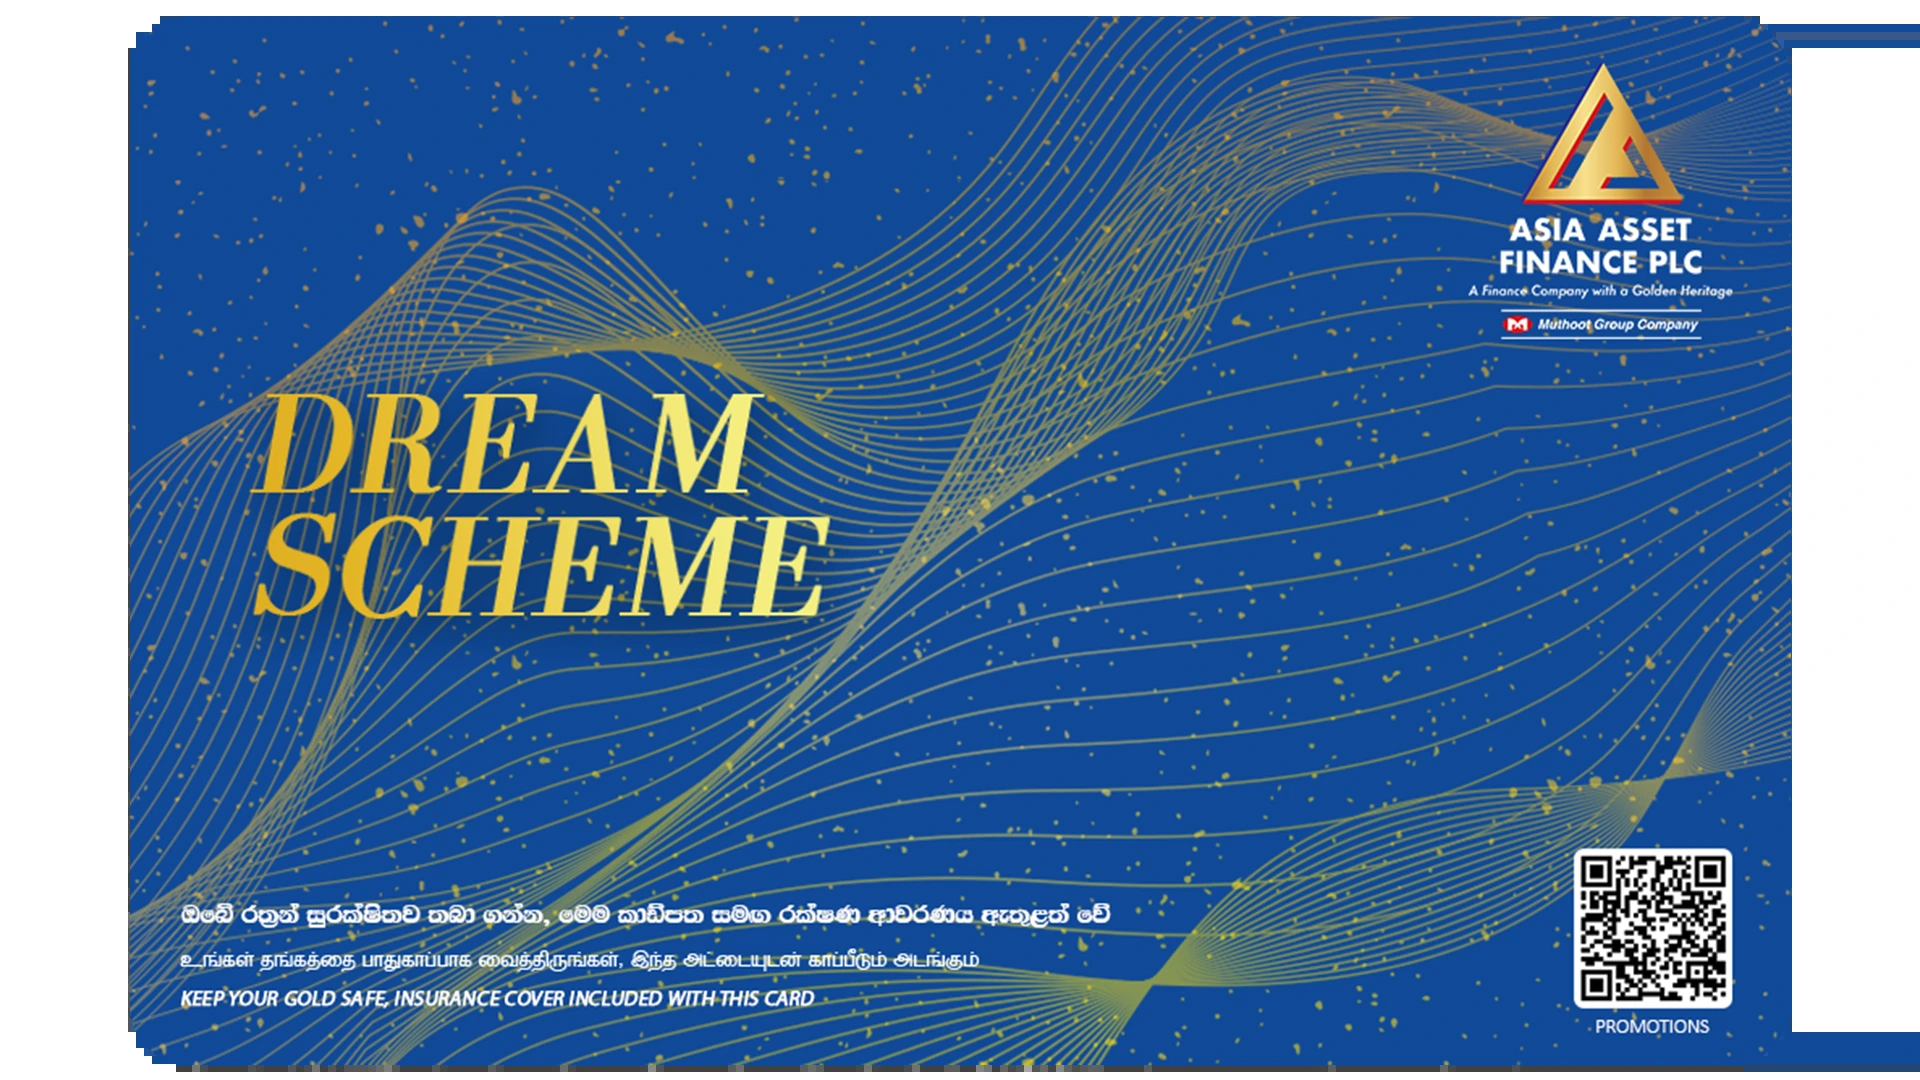 ASIA ASSET
FINANCE PLC
A Finance Company with a Golden Heritage
Muthoot Group Company
DREAM
SCHEME
ඔබේ රත්‍රන් සුරක්ෂිතව තබා ගන්න, මෙම කාඩ්පත සමඟ රක්ෂණ ආවරණය ඇතුළත් වේ
உங்கள் தங்கத்தை பாதுகாப்பாக வைத்திருங்கள், இந்த அட்டையுடன் காப்பீடும் அடங்கும்
KEEP YOUR GOLD SAFE, INSURANCE COVER INCLUDED WITH THIS CARD
PROMOTIONS